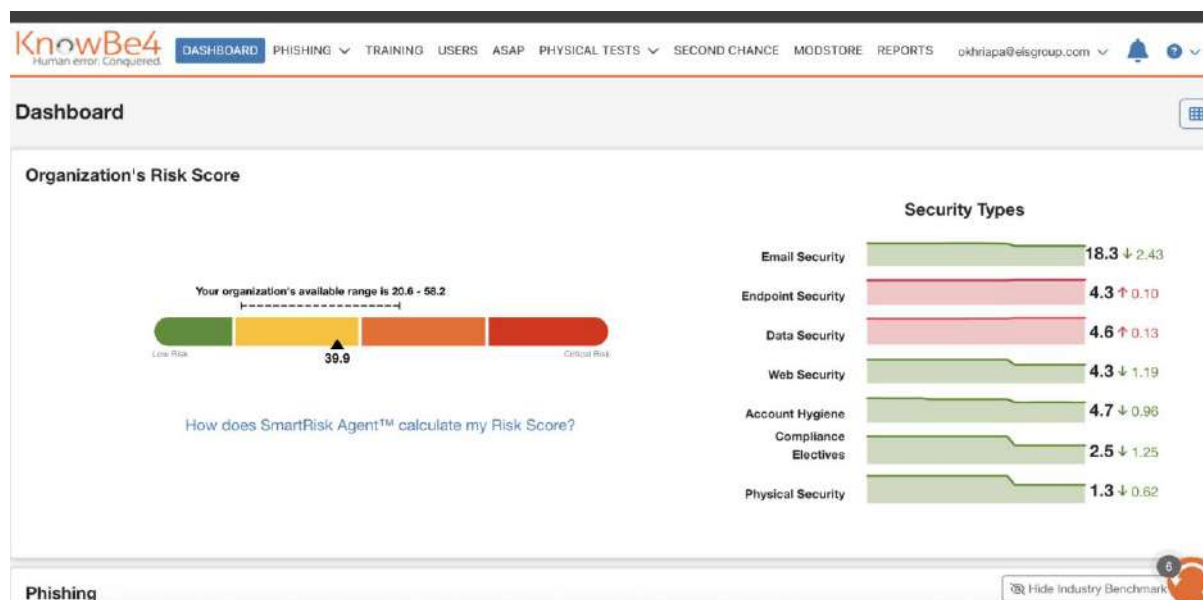 KnowBe4
Human error. Conquered.
DASHBOARD PHISHING TRAINING USERS ASAP PHYSICAL TESTS SECOND CHANCE MODSTORE REPORTS okhriapa@eisgroup.com
Dashboard
Organization's Risk Score
Your organization's available range is 20.6 - 58.2
Low Risk
39.9
Critical Risk
How does SmartRisk Agent™ calculate my Risk Score?
Security Types
Email Security 18.3 ↓ 2.43
Endpoint Security 4.3 ↑ 0.10
Data Security 4.6 ↑ 0.13
Web Security 4.3 ↓ 1.19
Account Hygiene 4.7 ↓ 0.96
Compliance
Electives 2.5 ↓ 1.25
Physical Security 1.3 ↓ 0.62
Phishing
Hide Industry Benchmark
6